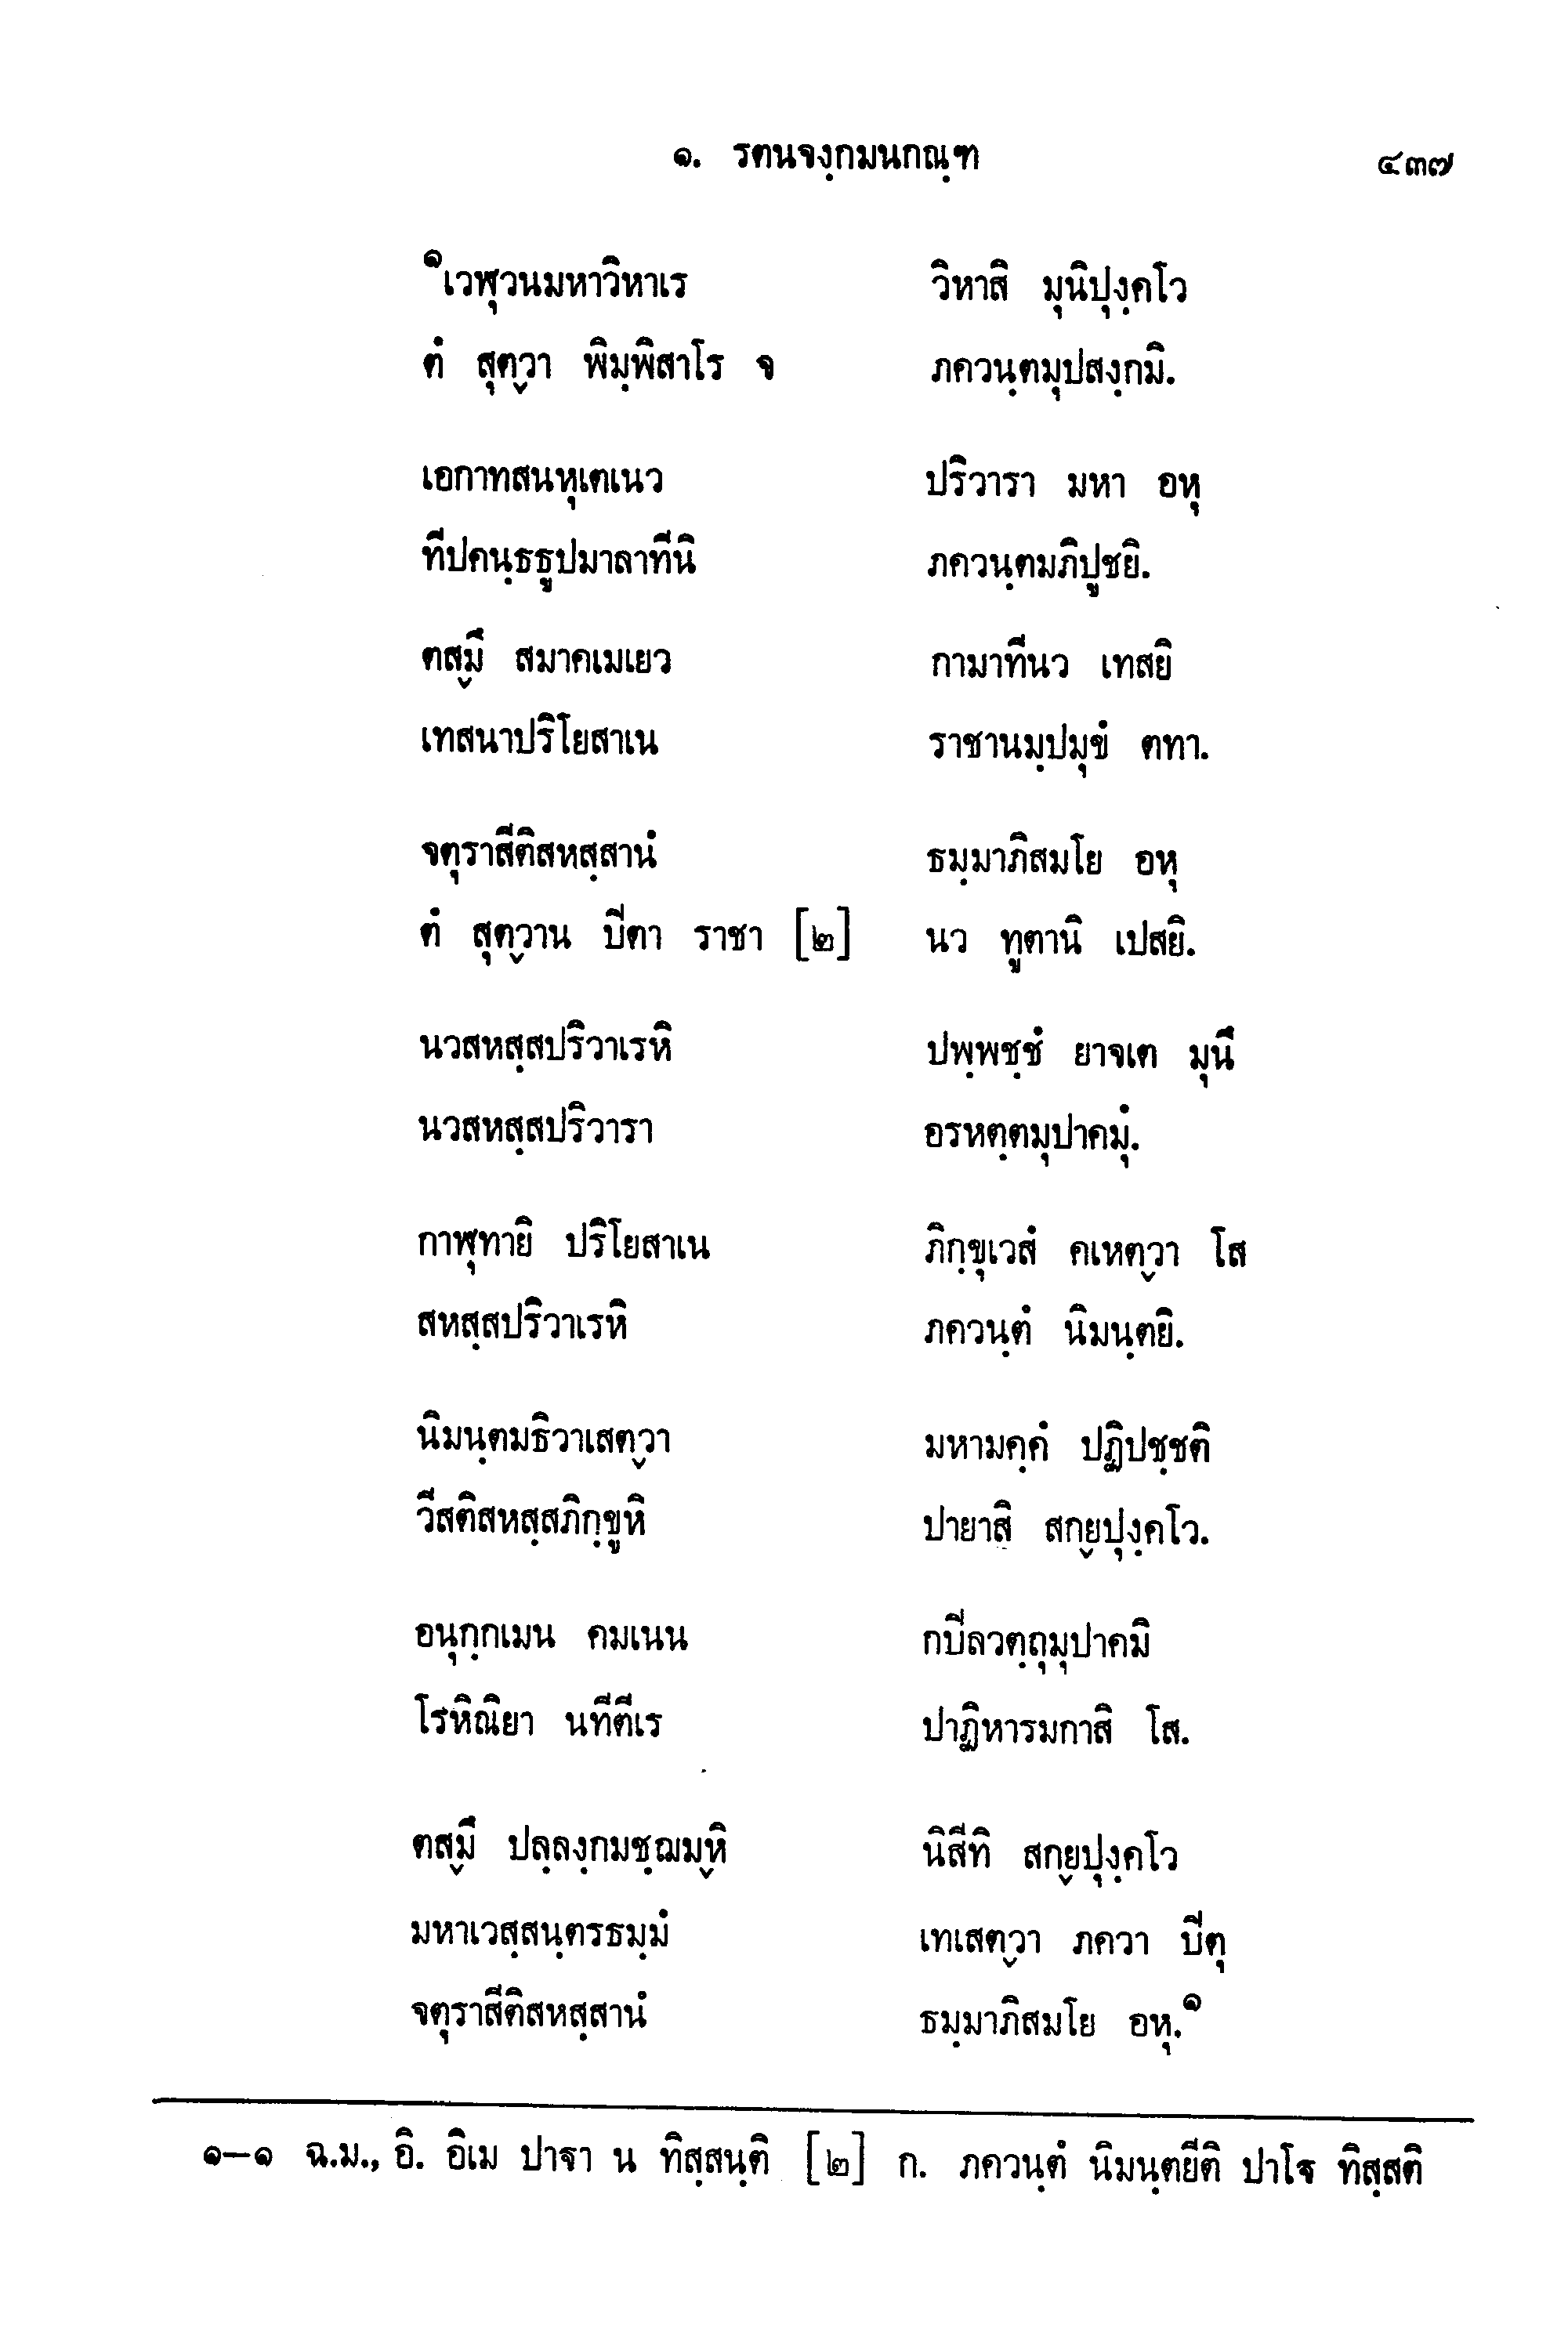 ๑. รตนจงฺกมนกณฺฑ ๔๓๗
๑เวฬุวนมหาวิหาเร วิหาสิ มุนิปุงฺคโว
ตํ สุตฺวา พิมฺพิสาโร จ ภควนฺตมุปสงฺกมิ.
เอกาทสนหุเตเนว ปริวารา มหา อหุ
ทีปคนฺธธูปมาลาทีนิ ภควนฺตมภิปูชยิ.
ตสฺมึ สมาคเมเยว กามาทีนว เทสยิ
เทสนาปริโยสาเน ราชานมฺปมุขํ ตทา.
จตุราสีติสหสฺสานํ ธมฺมาภิสมโย อหุ
ตํ สุตฺวาน ปีตา ราชา [๒] นว ทูตานิ เปสยิ.
นวสหสฺสปริวาเรหิ ปพฺพชฺชํ ยาจเต มุนึ
นวสหสฺสปริวารา อรหตฺตมุปาคมุํ.
กาฬุทายิ ปริโยสาเน ภิกฺขุเวสํ คเหตฺวา โส
สหสฺสปริวาเรหิ ภควนฺตํ นิมนฺตยิ.
นิมนฺตมธิวาเสตฺวา มหามคฺคํ ปฏิปชฺชติ
วีสติสหสฺสภิกฺขูหิ ปายาสิ สกฺยปุงฺคโว.
อนุกฺกเมน คมเนน กปีลวตฺถุมุปาคมิ
โรหิณิยา นทีตีเร ปาฏิหารมกาสิ โส.
ตสฺมึ ปลฺลงฺกมชฺฌมฺหิ นิสีทิ สกฺยปุงฺคโว
มหาเวสฺสนฺตรธมฺมํ เทเสตฺวา ภควา ปีตุ
จตุราสีติสหสฺสานํ ธมฺมาภิสมโย อหุ.๑
๑–๑ ฉ.ม., อิ. อิเม ปาฐา น ทิสฺสนฺติ [๒] ก. ภควนฺตํ นิมนฺตยีติ ปาโฐ ทิสฺสติ